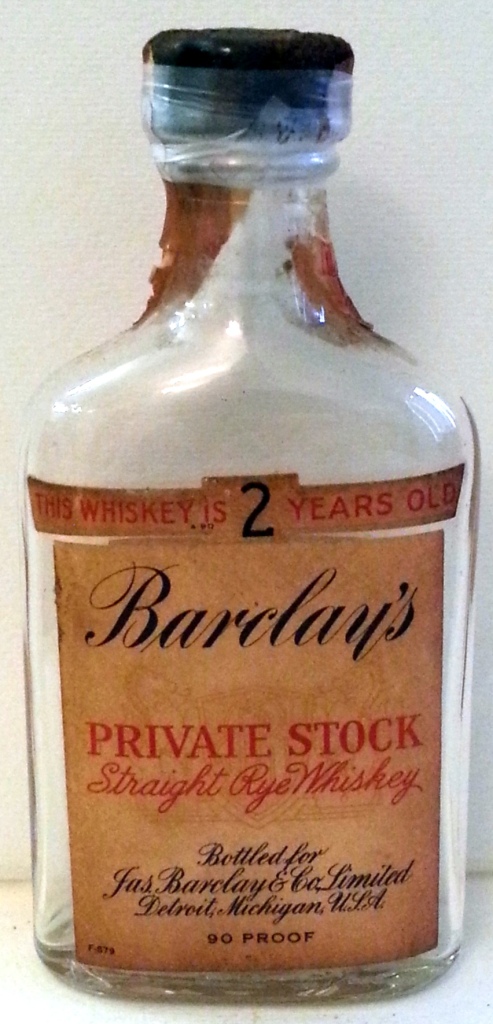 THIS WHISKEY IS 2 YEARS OLD
Barclay's
PRIVATE STOCK
Straight Rye Whiskey
Bottled for
Jas. Barclay & Co. Limited
Detroit, Michigan, U.S.A.
90 PROOF
F-679